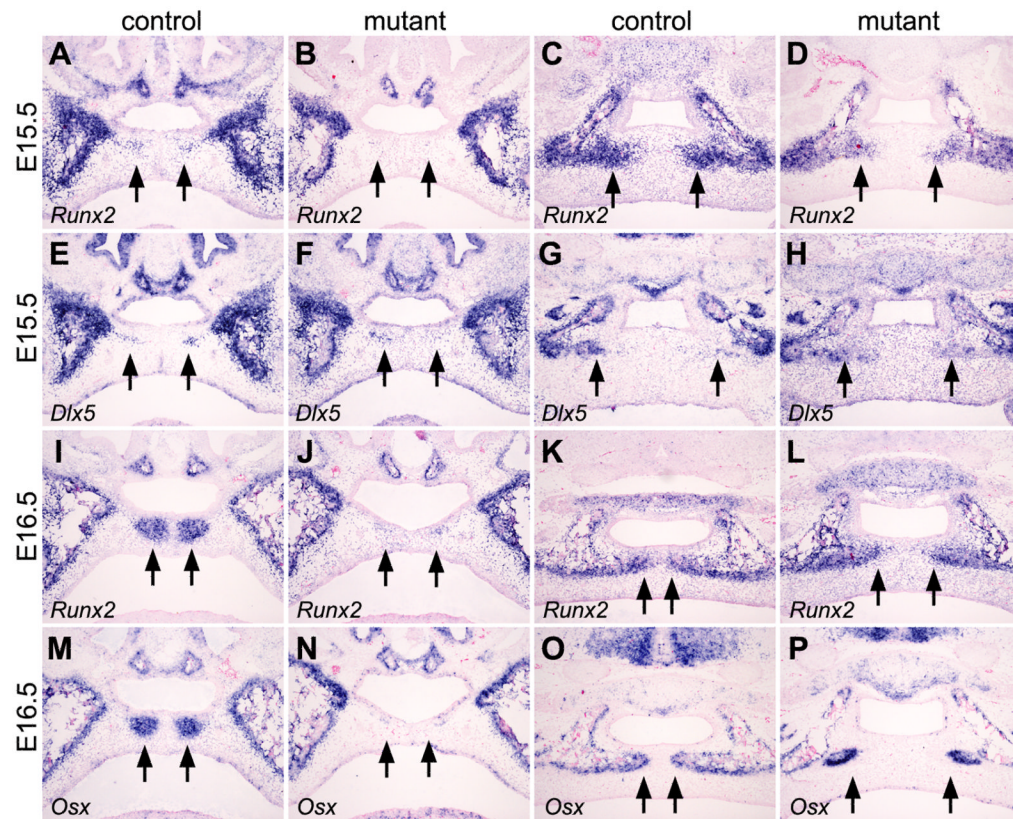 control mutant control mutant
E15.5
A B C D
Runx2 Runx2 Runx2 Runx2
E15.5
E F G H
Dlx5 Dlx5 Dlx5 Dlx5
E16.5
I J K L
Runx2 Runx2 Runx2 Runx2
E16.5
M N O P
Osx Osx Osx Osx